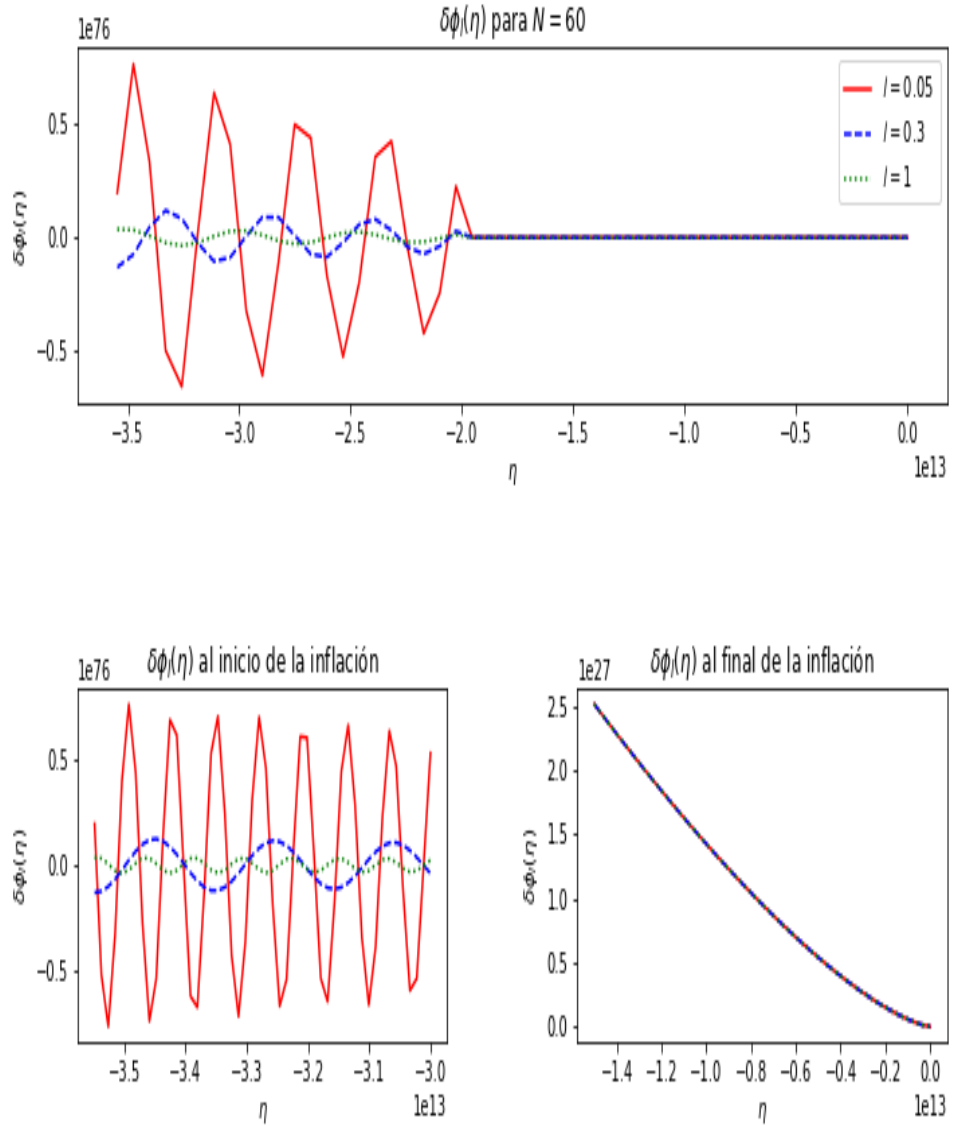 δϕₗ(η) para N = 60
1e76
l = 0.05
l = 0.3
l = 1
0.5
0.0
−0.5
δϕₗ(η)
−3.5 −3.0 −2.5 −2.0 −1.5 −1.0 −0.5 0.0
1e13
η
δϕₗ(η) al inicio de la inflación
1e76
0.5
0.0
−0.5
δϕₗ(η)
−3.5 −3.4 −3.3 −3.2 −3.1 −3.0
1e13
η
δϕₗ(η) al final de la inflación
1e27
2.5
2.0
1.5
1.0
0.5
0.0
δϕₗ(η)
−1.4 −1.2 −1.0 −0.8 −0.6 −0.4 −0.2 0.0
1e13
η